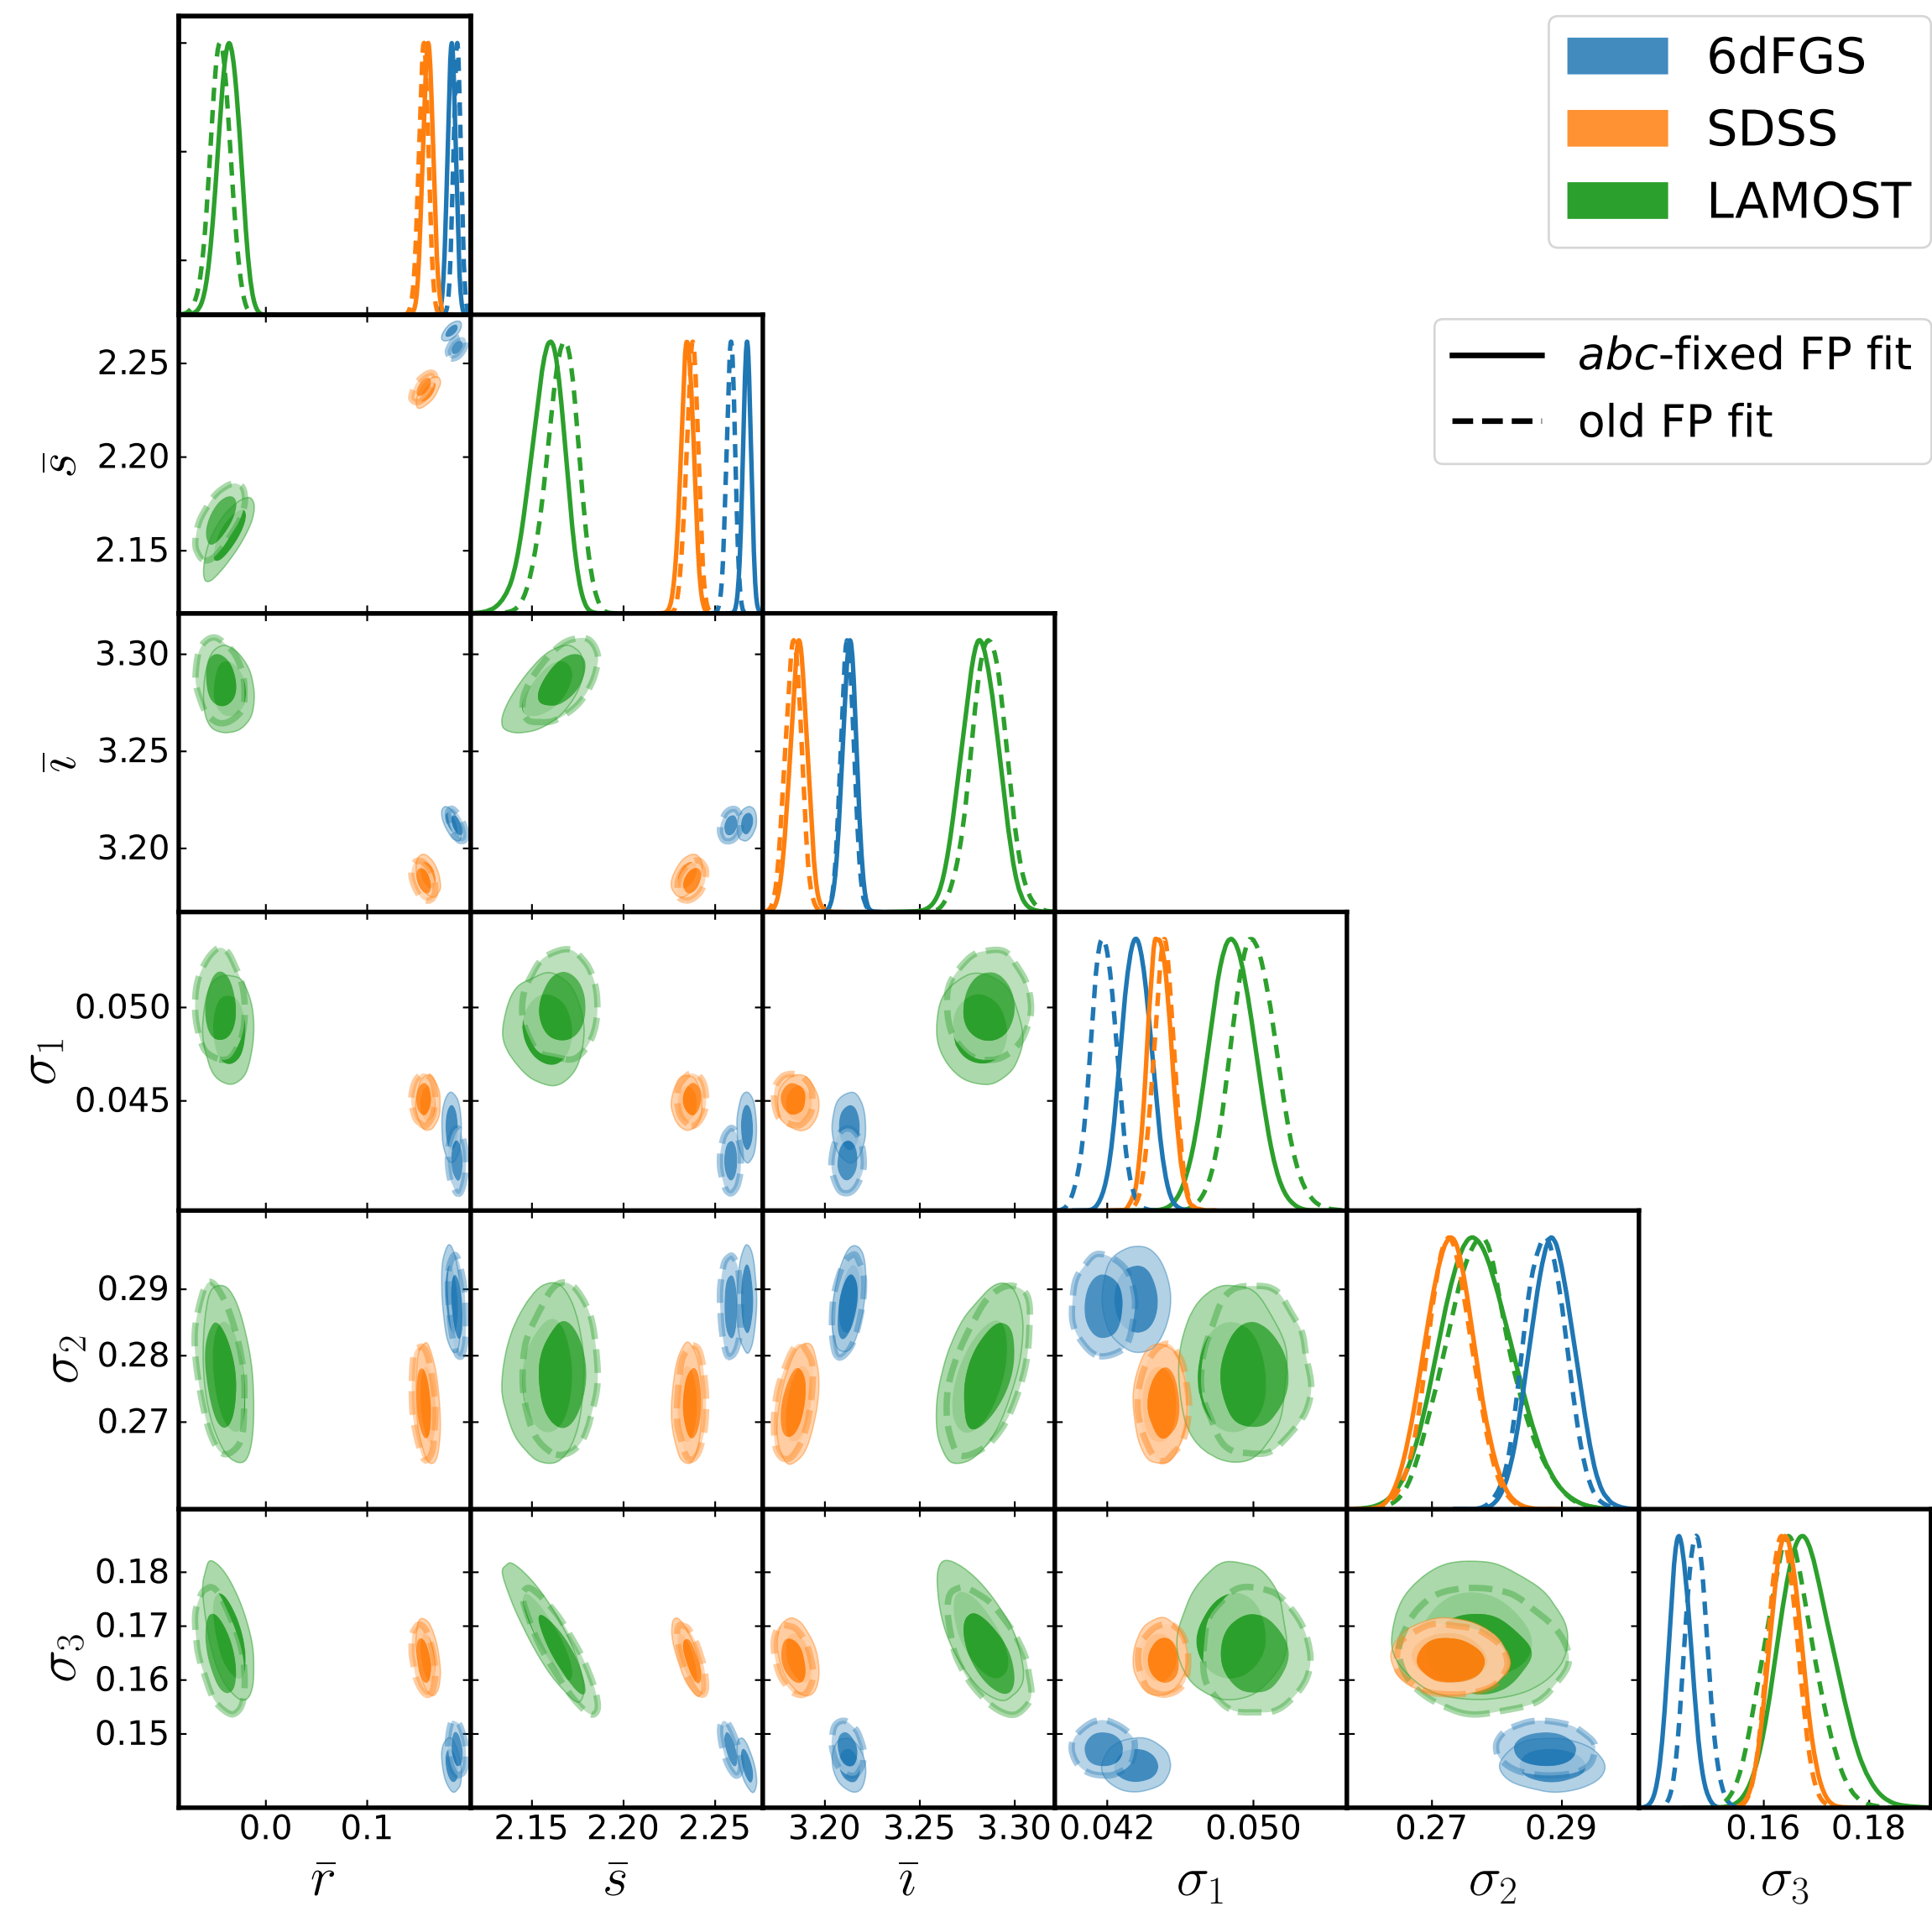 6dFGS
SDSS
LAMOST
abc-fixed FP fit
old FP fit
2.25
2.20
2.15
s̅
3.30
3.25
3.20
i̅
0.050
0.045
σ₁
0.29
0.28
0.27
σ₂
0.18
0.17
0.16
0.15
σ₃
0.0 0.1 2.15 2.20 2.25 3.20 3.25 3.30 0.042 0.050 0.27 0.29 0.16 0.18
r̅ s̅ i̅ σ₁ σ₂ σ₃